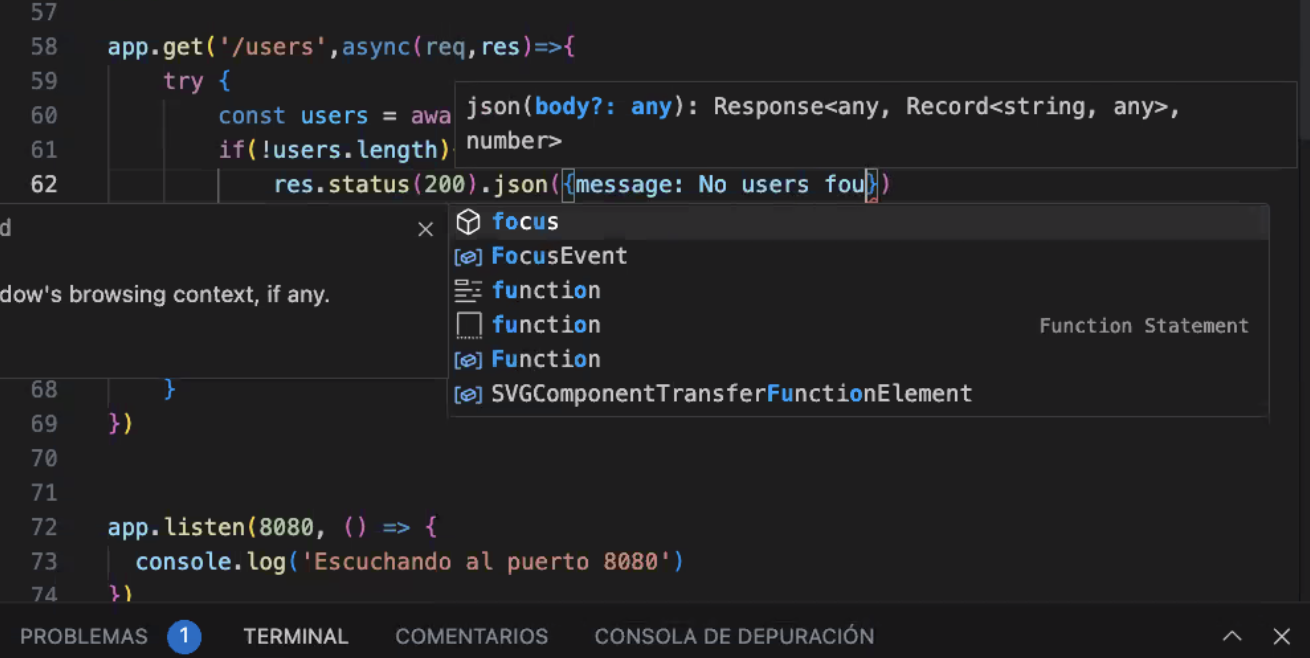 57
58 app.get('/users',async(req,res)=>{
59 try {
60 const users = awa
json(body?: any): Response<any, Record<string, any>,
number>
61 if(!users.length)
62 res.status(200).json({message: No users fou})
d
dow's browsing context, if any.
focus
FocusEvent
function
function Function Statement
Function
SVGComponentTransferFunctionElement
68 }
69 })
70
71
72 app.listen(8080, () => {
73 console.log('Escuchando al puerto 8080')
74 })
PROBLEMAS 1 TERMINAL COMENTARIOS CONSOLA DE DEPURACIÓN